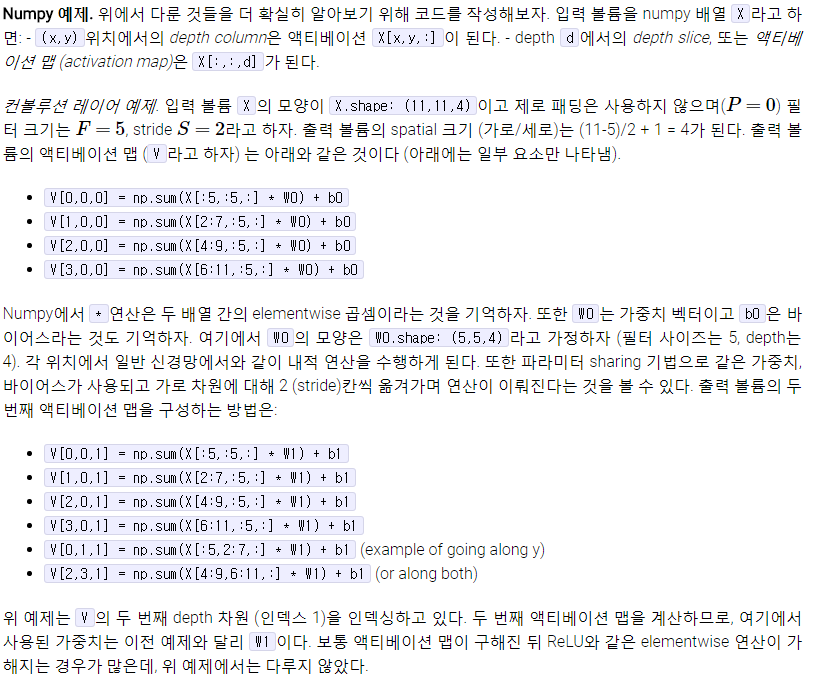 Numpy 예제. 위에서 다룬 것들을 더 확실히 알아보기 위해 코드를 작성해보자. 입력 볼륨을 numpy 배열 X 라고 하
면: - (x,y) 위치에서의 depth column은 액티베이션 X[x,y,:] 이 된다. - depth d 에서의 depth slice, 또는 액티베
이션 맵 (activation map)은 X[:,:,d] 가 된다.
컨볼루션 레이어 예제. 입력 볼륨 X 의 모양이 X.shape: (11,11,4) 이고 제로 패딩은 사용하지 않으며(P = 0) 필
터 크기는 F = 5, stride S = 2라고 하자. 출력 볼륨의 spatial 크기 (가로/세로)는 (11-5)/2 + 1 = 4가 된다. 출력 볼
륨의 액티베이션 맵 ( V 라고 하자) 는 아래와 같은 것이다 (아래에는 일부 요소만 나타냄).
• V[0,0,0] = np.sum(X[:5,:5,:] * W0) + b0
• V[1,0,0] = np.sum(X[2:7,:5,:] * W0) + b0
• V[2,0,0] = np.sum(X[4:9,:5,:] * W0) + b0
• V[3,0,0] = np.sum(X[6:11,:5,:] * W0) + b0
Numpy에서 * 연산은 두 배열 간의 elementwise 곱셈이라는 것을 기억하자. 또한 W0 는 가중치 벡터이고 b0 은 바
이어스라는 것도 기억하자. 여기에서 W0 의 모양은 W0.shape: (5,5,4) 라고 가정하자 (필터 사이즈는 5, depth는
4). 각 위치에서 일반 신경망에서와 같이 내적 연산을 수행하게 된다. 또한 파라미터 sharing 기법으로 같은 가중치,
바이어스가 사용되고 가로 차원에 대해 2 (stride)칸씩 옮겨가며 연산이 이뤄진다는 것을 볼 수 있다. 출력 볼륨의 두
번째 액티베이션 맵을 구성하는 방법은:
• V[0,0,1] = np.sum(X[:5,:5,:] * W1) + b1
• V[1,0,1] = np.sum(X[2:7,:5,:] * W1) + b1
• V[2,0,1] = np.sum(X[4:9,:5,:] * W1) + b1
• V[3,0,1] = np.sum(X[6:11,:5,:] * W1) + b1
• V[0,1,1] = np.sum(X[:5,2:7,:] * W1) + b1 (example of going along y)
• V[2,3,1] = np.sum(X[4:9,6:11,:] * W1) + b1 (or along both)
위 예제는 V 의 두 번째 depth 차원 (인덱스 1)을 인덱싱하고 있다. 두 번째 액티베이션 맵을 계산하므로, 여기에서
사용된 가중치는 이전 예제와 달리 W1 이다. 보통 액티베이션 맵이 구해진 뒤 ReLU와 같은 elementwise 연산이 가
해지는 경우가 많은데, 위 예제에서는 다루지 않았다.